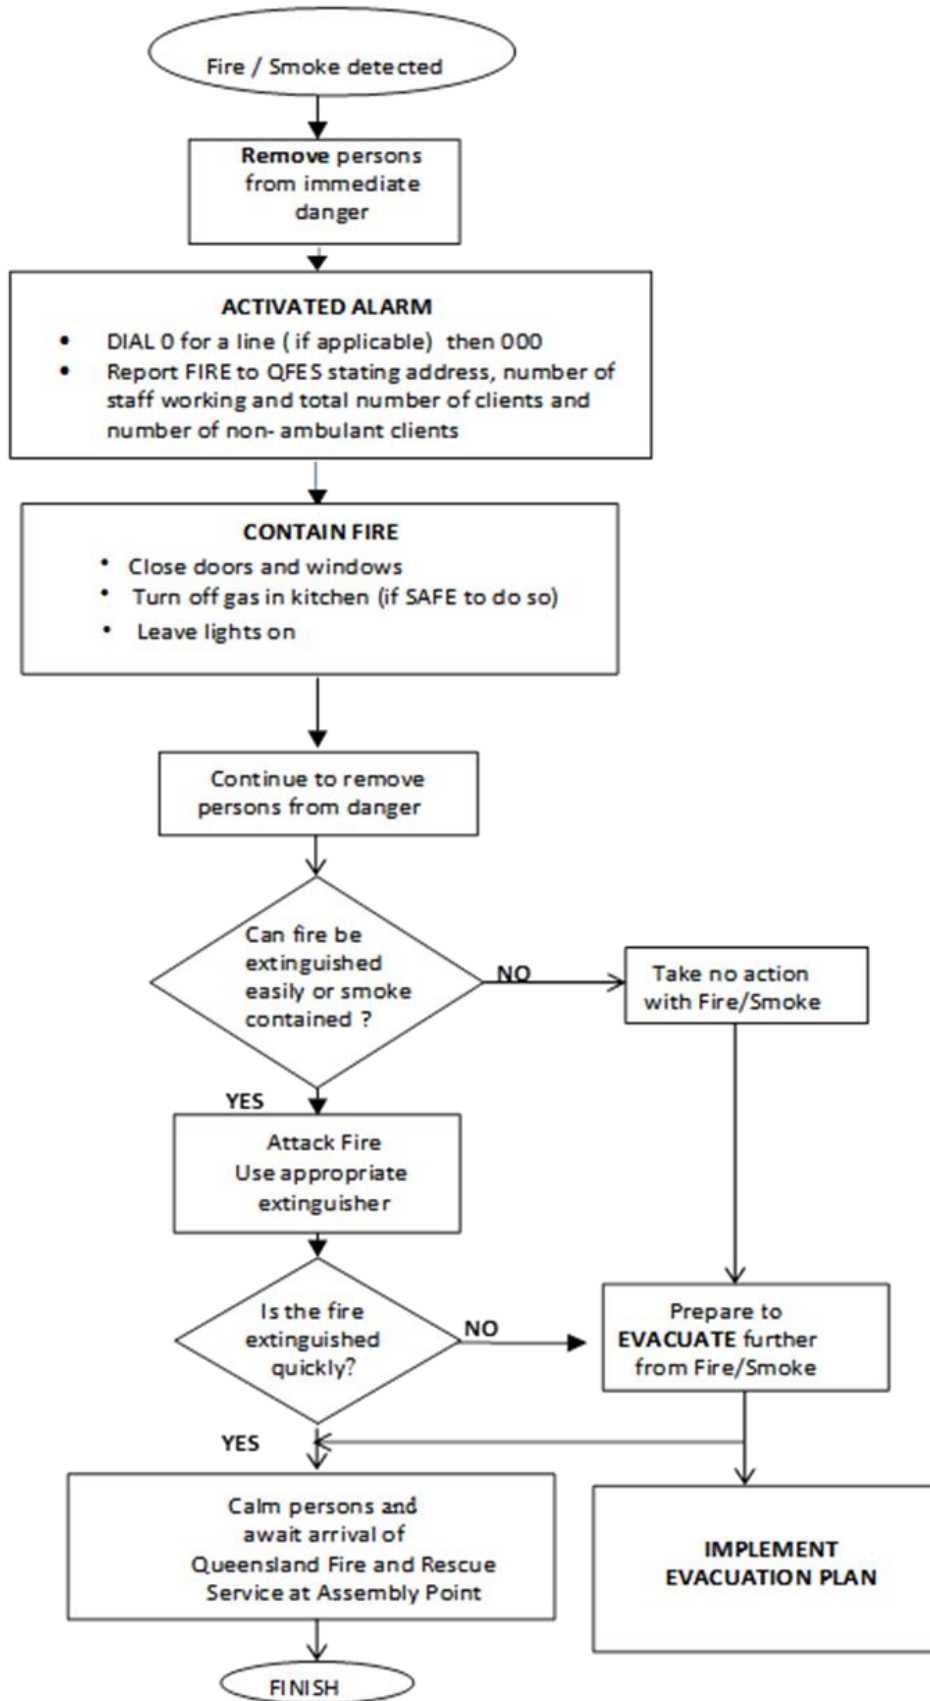 Fire / Smoke detected
Remove persons
from immediate
danger
ACTIVATED ALARM
• DIAL 0 for a line ( if applicable) then 000
• Report FIRE to QFES stating address, number of
staff working and total number of clients and
number of non- ambulant clients
CONTAIN FIRE
• Close doors and windows
• Turn off gas in kitchen (if SAFE to do so)
• Leave lights on
Continue to remove
persons from danger
Can fire be
extinguished
easily or smoke
contained ?
NO
Take no action
with Fire/Smoke
YES
Attack Fire
Use appropriate
extinguisher
Is the fire
extinguished
quickly?
NO
Prepare to
EVACUATE further
from Fire/Smoke
YES
Calm persons and
await arrival of
Queensland Fire and Rescue
Service at Assembly Point
IMPLEMENT
EVACUATION PLAN
FINISH